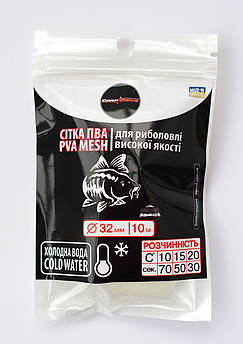 СІТКА ПВА
PVA MESH
для риболовлі
високої якості
Ø 32 мм 10 м
ХОЛОДНА ВОДА
COLD WATER
РОЗЧИННІСТЬ
С° 10 15 20
сек. 70 50 30